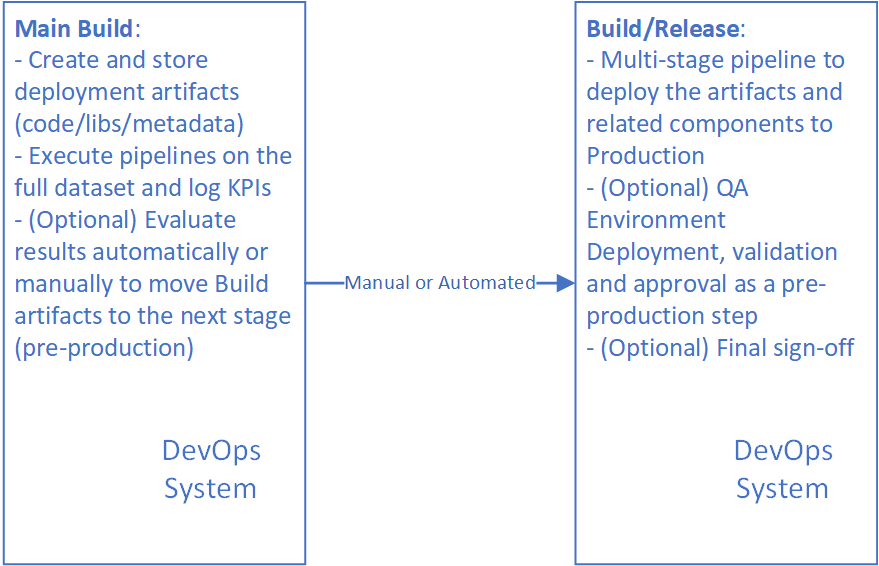 Main Build:
- Create and store
deployment artifacts
(code/libs/metadata)
- Execute pipelines on the
full dataset and log KPIs
- (Optional) Evaluate
results automatically or
manually to move Build
artifacts to the next stage
(pre-production)
DevOps
System
Manual or Automated
Build/Release:
- Multi-stage pipeline to
deploy the artifacts and
related components to
Production
- (Optional) QA
Environment
Deployment, validation
and approval as a pre-
production step
- (Optional) Final sign-off
DevOps
System